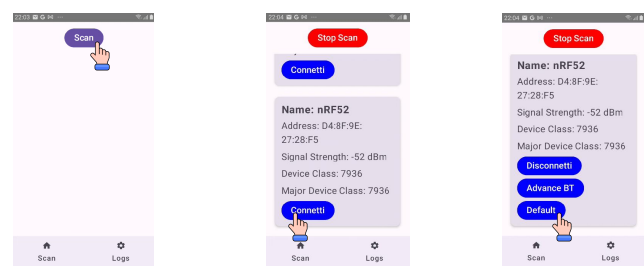 22:03
Scan
Scan
Logs
22:04
Stop Scan
Connetti
Name: nRF52
Address: D4:8F:9E:
27:28:F5
Signal Strength: -52 dBm
Device Class: 7936
Major Device Class: 7936
Connetti
Scan
Logs
22:04
Stop Scan
Name: nRF52
Address: D4:8F:9E:
27:28:F5
Signal Strength: -52 dBm
Device Class: 7936
Major Device Class: 7936
Disconnetti
Advance BT
Default
Scan
Logs